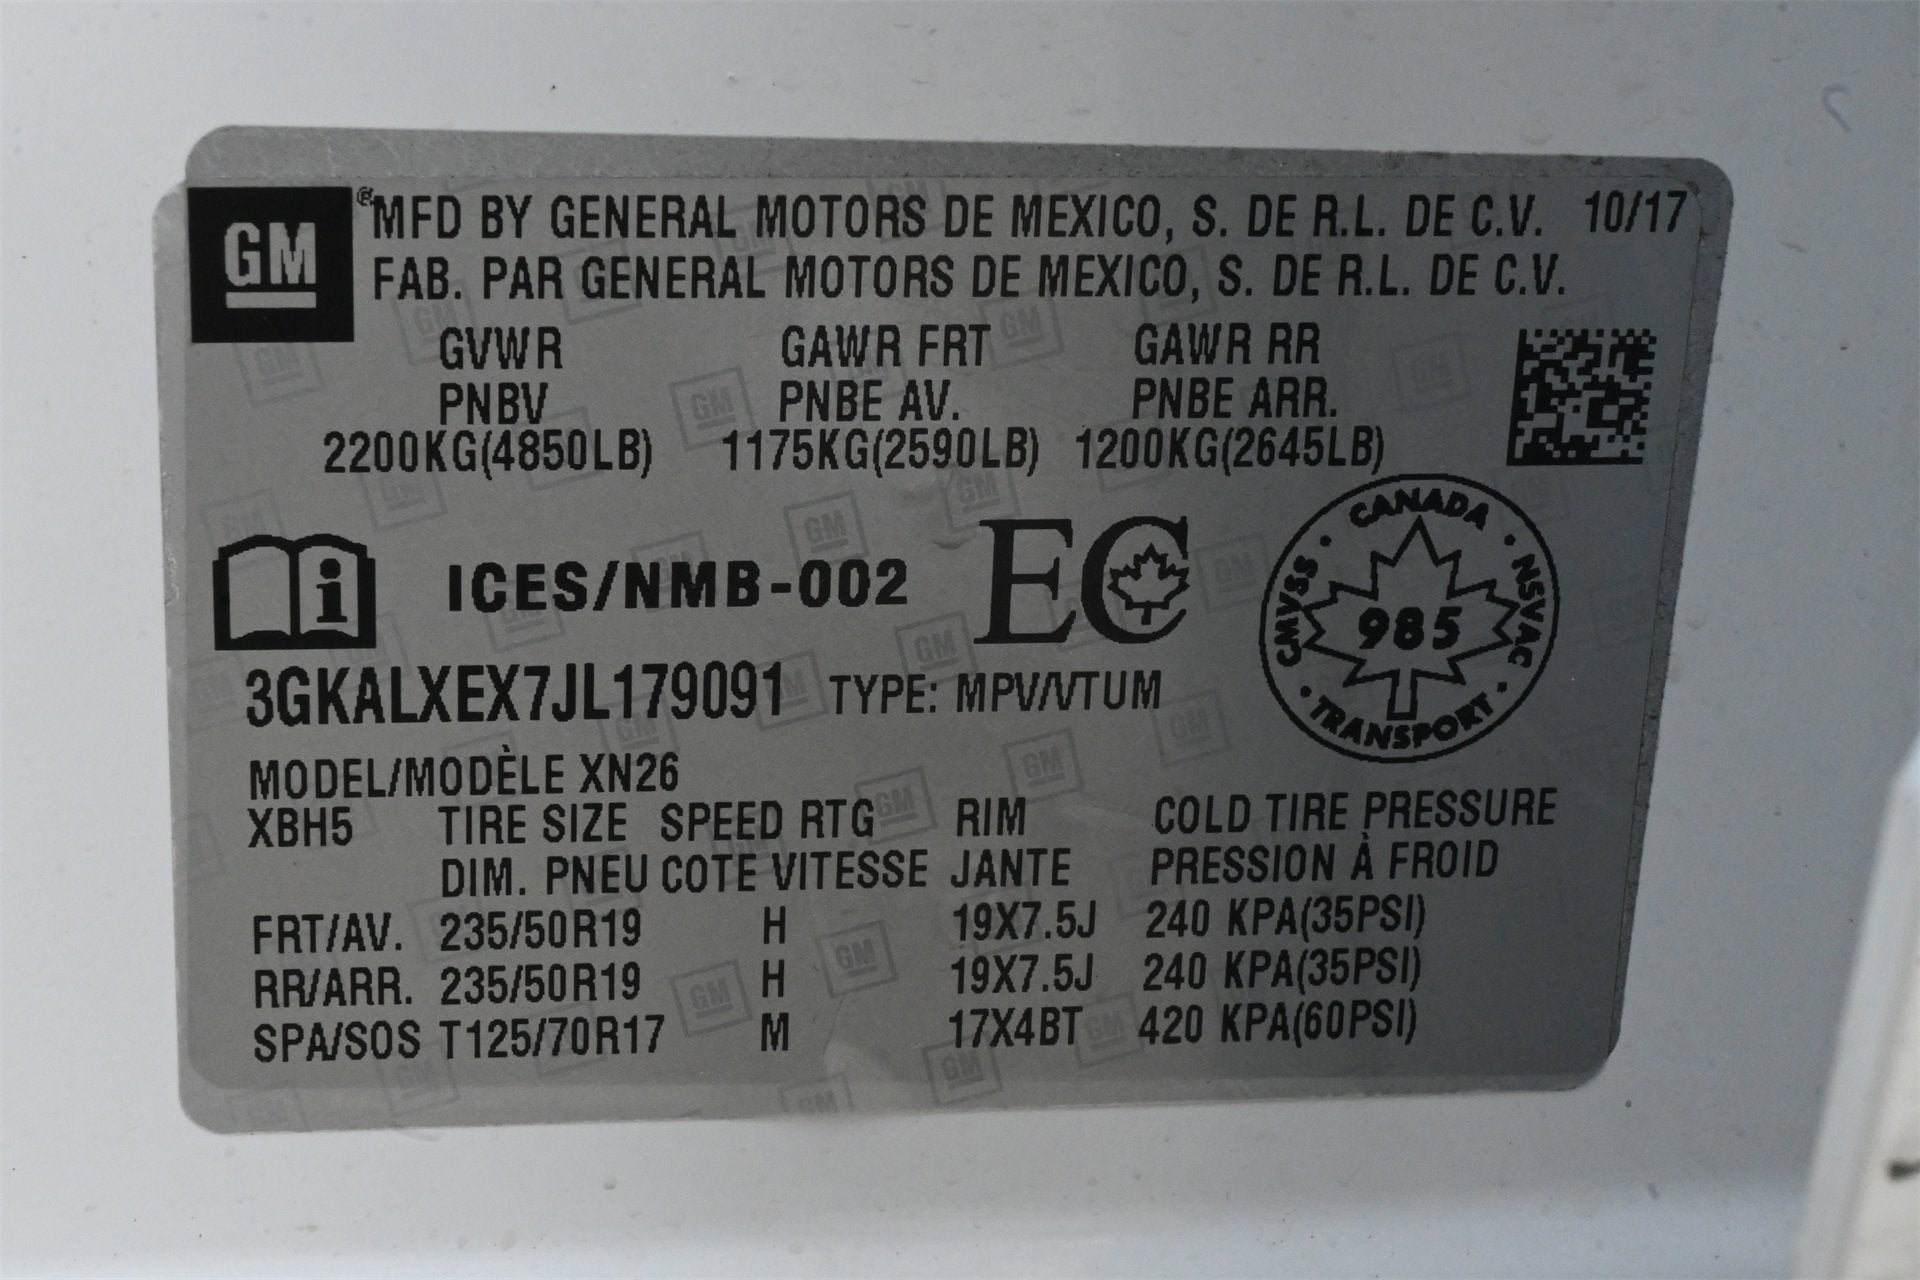 GM
®MFD BY GENERAL MOTORS DE MEXICO, S. DE R.L. DE C.V. 10/17
FAB. PAR GENERAL MOTORS DE MEXICO, S. DE R.L. DE C.V.
GVWR GAWR FRT GAWR RR
PNBV PNBE AV. PNBE ARR.
2200KG(4850LB) 1175KG(2590LB) 1200KG(2645LB)
i ICES/NMB-002 EC
CANADA
CMVSS · 985 · NSVAC
· TRANSPORT ·
3GKALXEX7JL179091 TYPE: MPV/VTUM
MODEL/MODÈLE XN26
XBH5 TIRE SIZE SPEED RTG RIM COLD TIRE PRESSURE
DIM. PNEU COTE VITESSE JANTE PRESSION À FROID
FRT/AV. 235/50R19 H 19X7.5J 240 KPA(35PSI)
RR/ARR. 235/50R19 H 19X7.5J 240 KPA(35PSI)
SPA/SOS T125/70R17 M 17X4BT 420 KPA(60PSI)